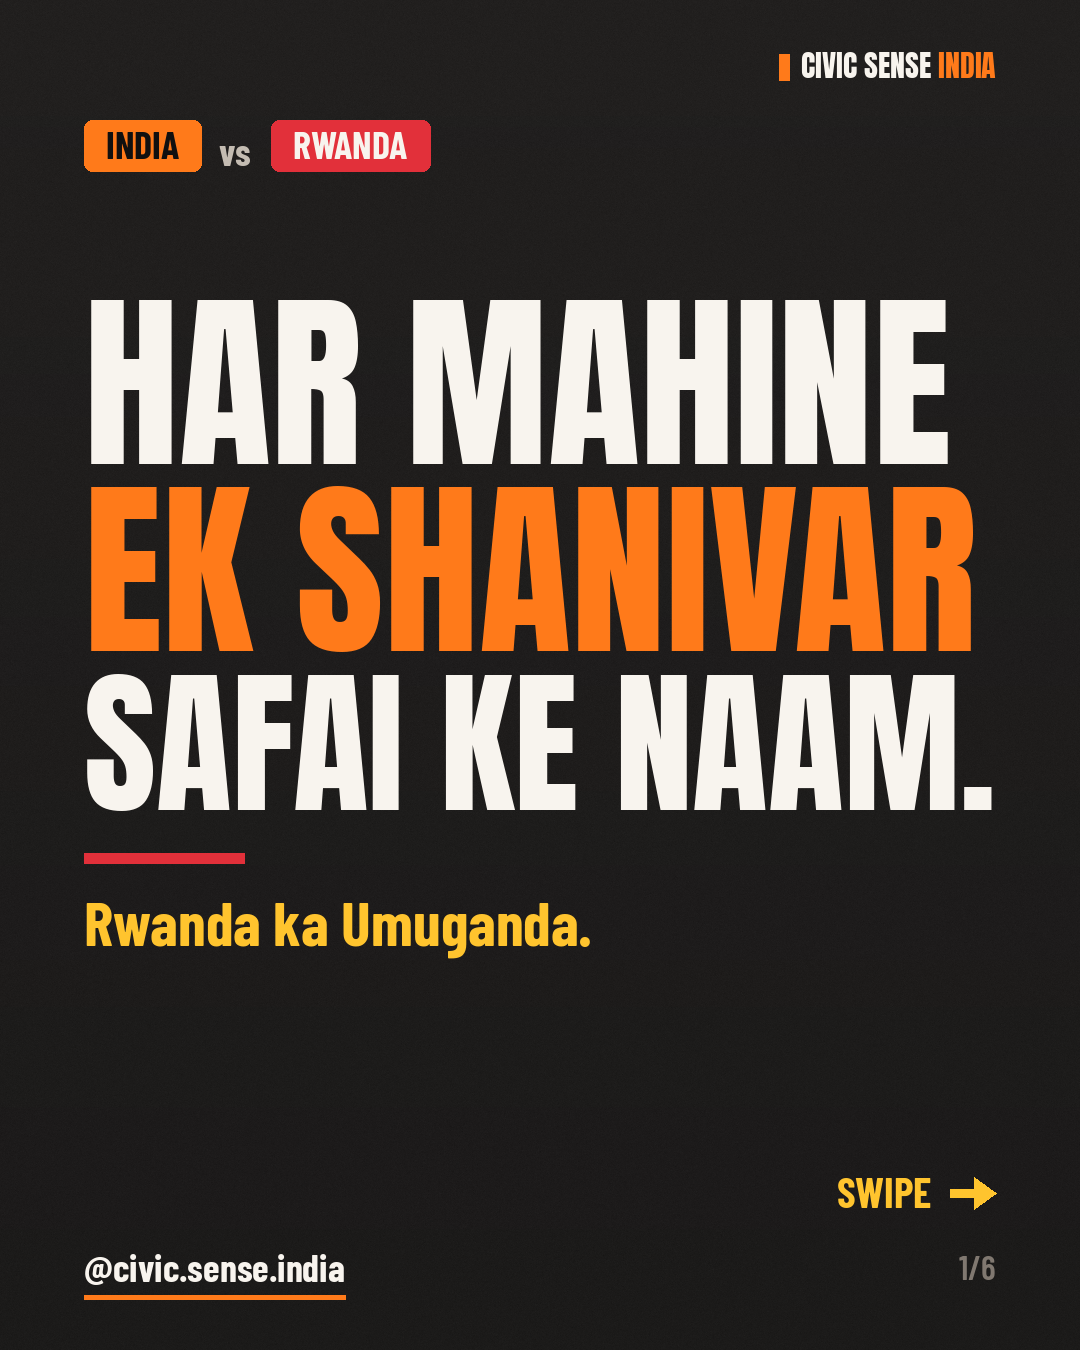 CIVIC SENSE INDIA
INDIA vs RWANDA
HAR MAHINE
EK SHANIVAR
SAFAI KE NAAM.
Rwanda ka Umuganda.
SWIPE
@civic.sense.india
1/6